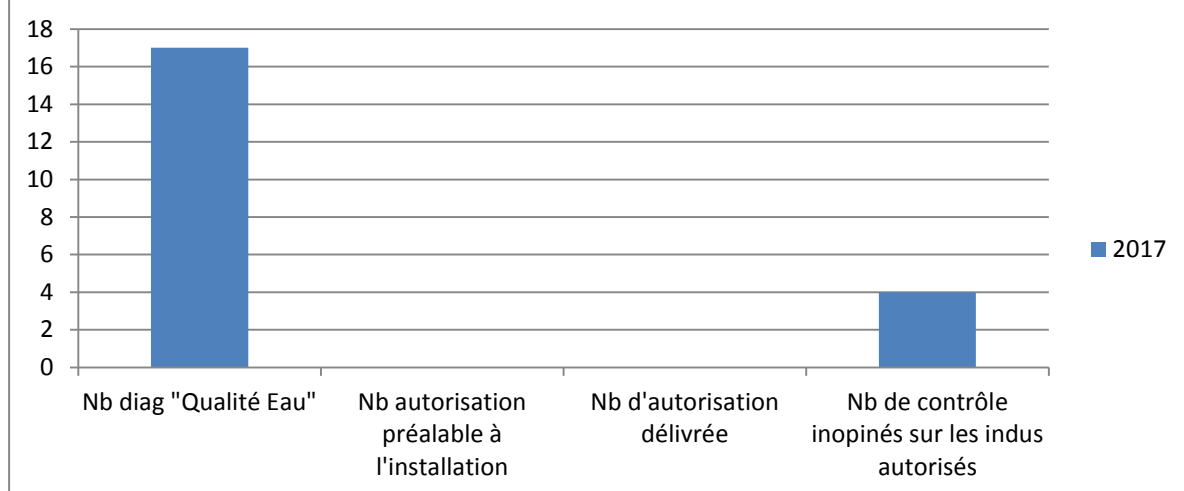 18
16
14
12
10
8
6
4
2
0
Nb diag "Qualité Eau"
Nb autorisation
préalable à
l'installation
Nb d'autorisation
délivrée
Nb de contrôle
inopinés sur les indus
autorisés
2017